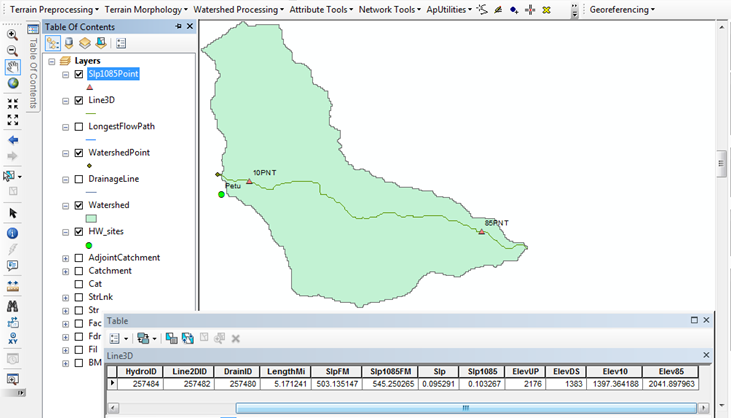 Terrain Preprocessing Terrain Morphology Watershed Processing Attribute Tools Network Tools ApUtilities Georeferencing
Table Of Contents
Table Of Contents
Layers
Slp1085Point
Line3D
LongestFlowPath
WatershedPoint
DrainageLine
Watershed
HW_sites
AdjointCatchment
Catchment
Cat
StrLnk
Str
Fac
Fdr
Fil
BM
10PNT
Petu
85PNT
Table
Line3D
HydroID Line2DID DrainID LengthMi SlpFM Slp1085FM Slp Slp1085 ElevUP ElevDS Elev10 Elev85
257484 257482 257480 5.171241 503.135147 545.250265 0.095291 0.103267 2176 1383 1397.364188 2041.897963